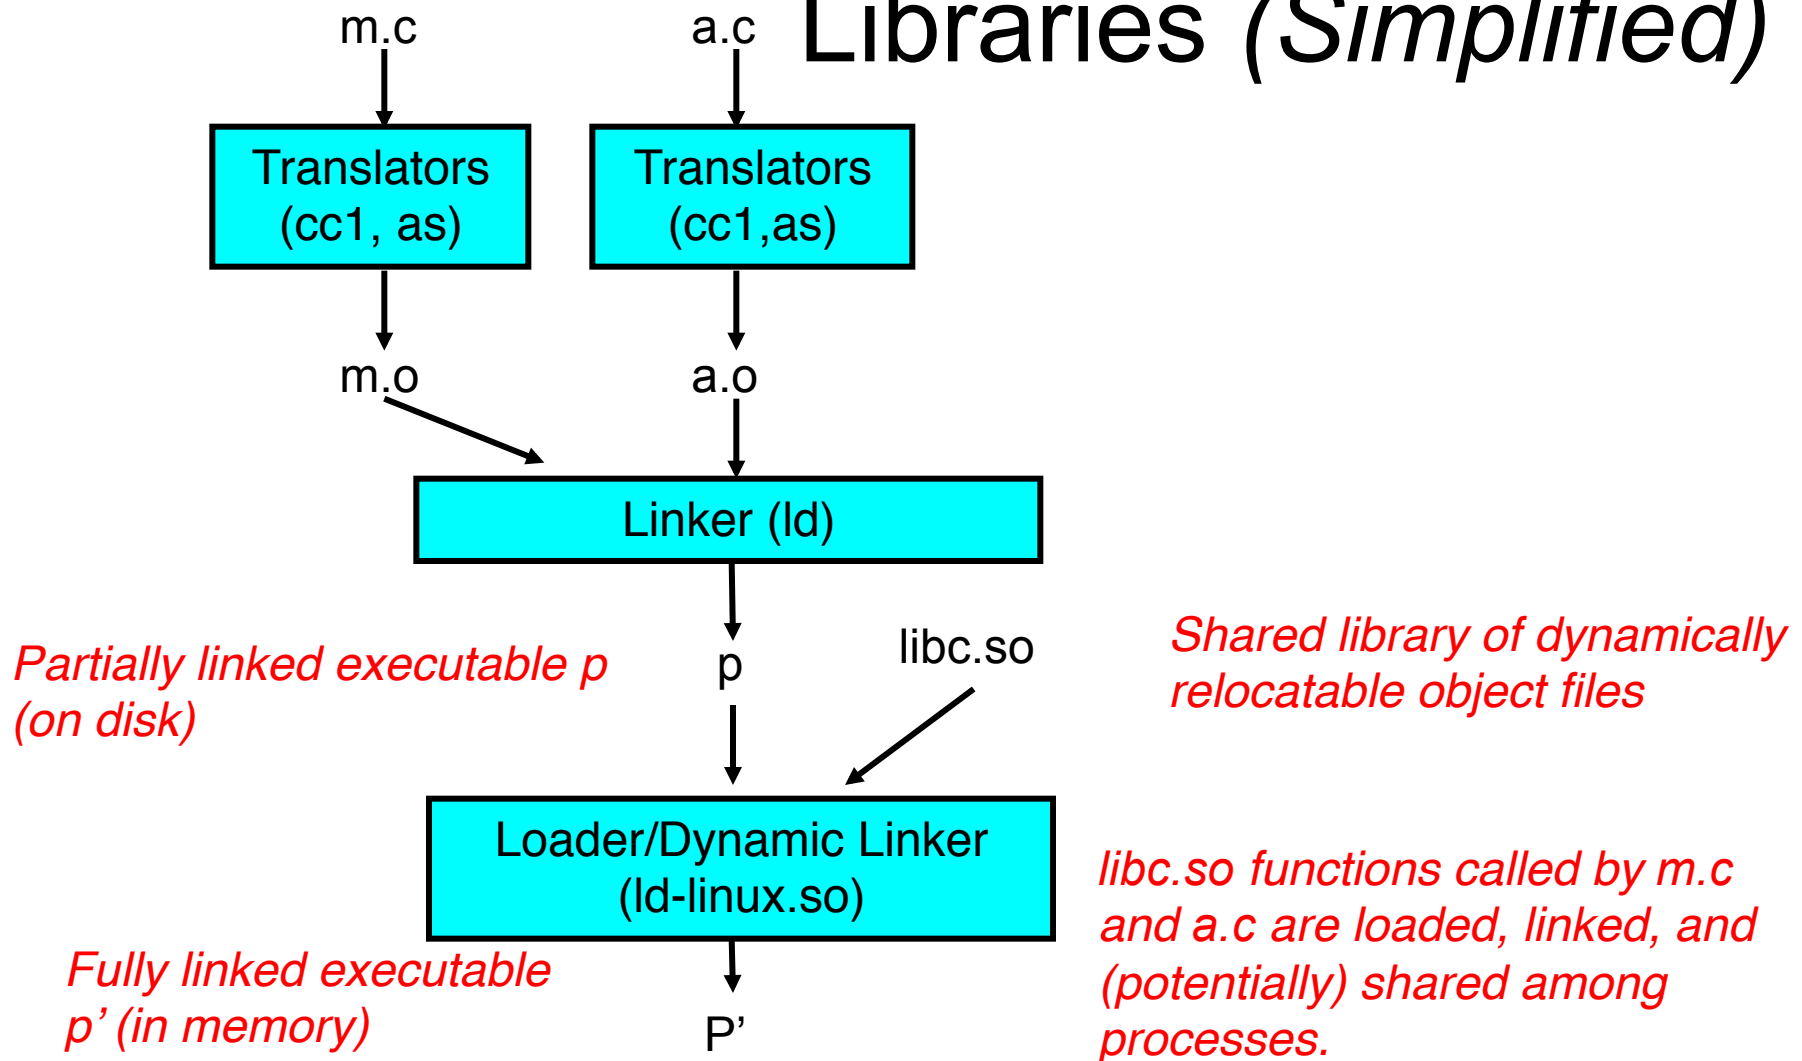 Libraries (Simplified)
m.c
a.c
Translators
(cc1, as)
Translators
(cc1,as)
m.o
a.o
Linker (ld)
Partially linked executable p
(on disk)
p
libc.so
Shared library of dynamically
relocatable object files
Loader/Dynamic Linker
(ld-linux.so)
libc.so functions called by m.c
and a.c are loaded, linked, and
(potentially) shared among
processes.
Fully linked executable
p’ (in memory)
P’